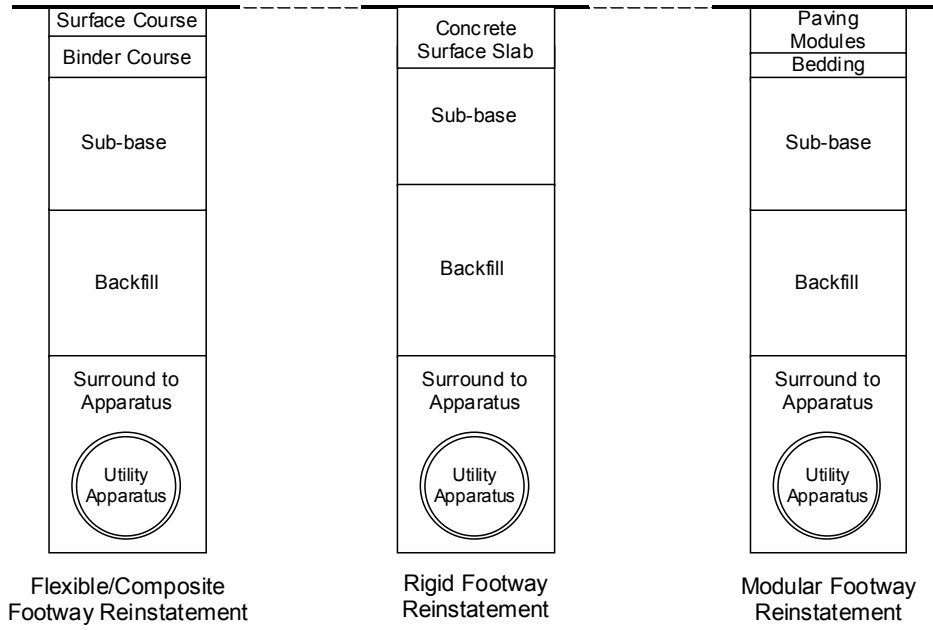 Surface Course
Binder Course
Sub-base
Backfill
Surround to
Apparatus
Utility
Apparatus
Flexible/Composite
Footway Reinstatement
Concrete
Surface Slab
Sub-base
Backfill
Surround to
Apparatus
Utility
Apparatus
Rigid Footway
Reinstatement
Paving
Modules
Bedding
Sub-base
Backfill
Surround to
Apparatus
Utility
Apparatus
Modular Footway
Reinstatement